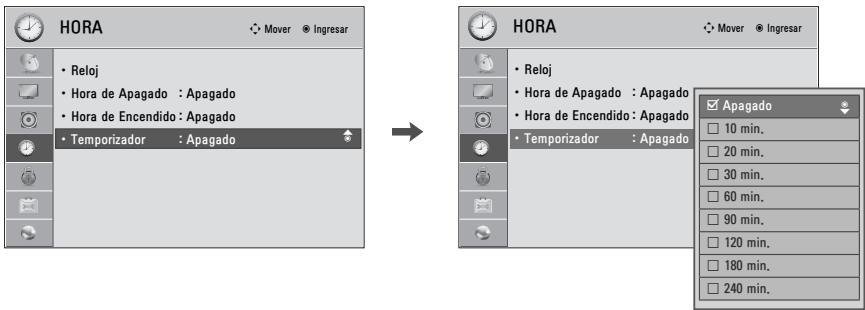 HORA
Mover Ingresar
• Reloj
• Hora de Apagado : Apagado
• Hora de Encendido : Apagado
• Temporizador : Apagado
HORA
Mover Ingresar
• Reloj
• Hora de Apagado : Apagado
• Hora de Encendido : Apagado
• Temporizador : Apagado
Apagado
10 min.
20 min.
30 min.
60 min.
90 min.
120 min.
180 min.
240 min.